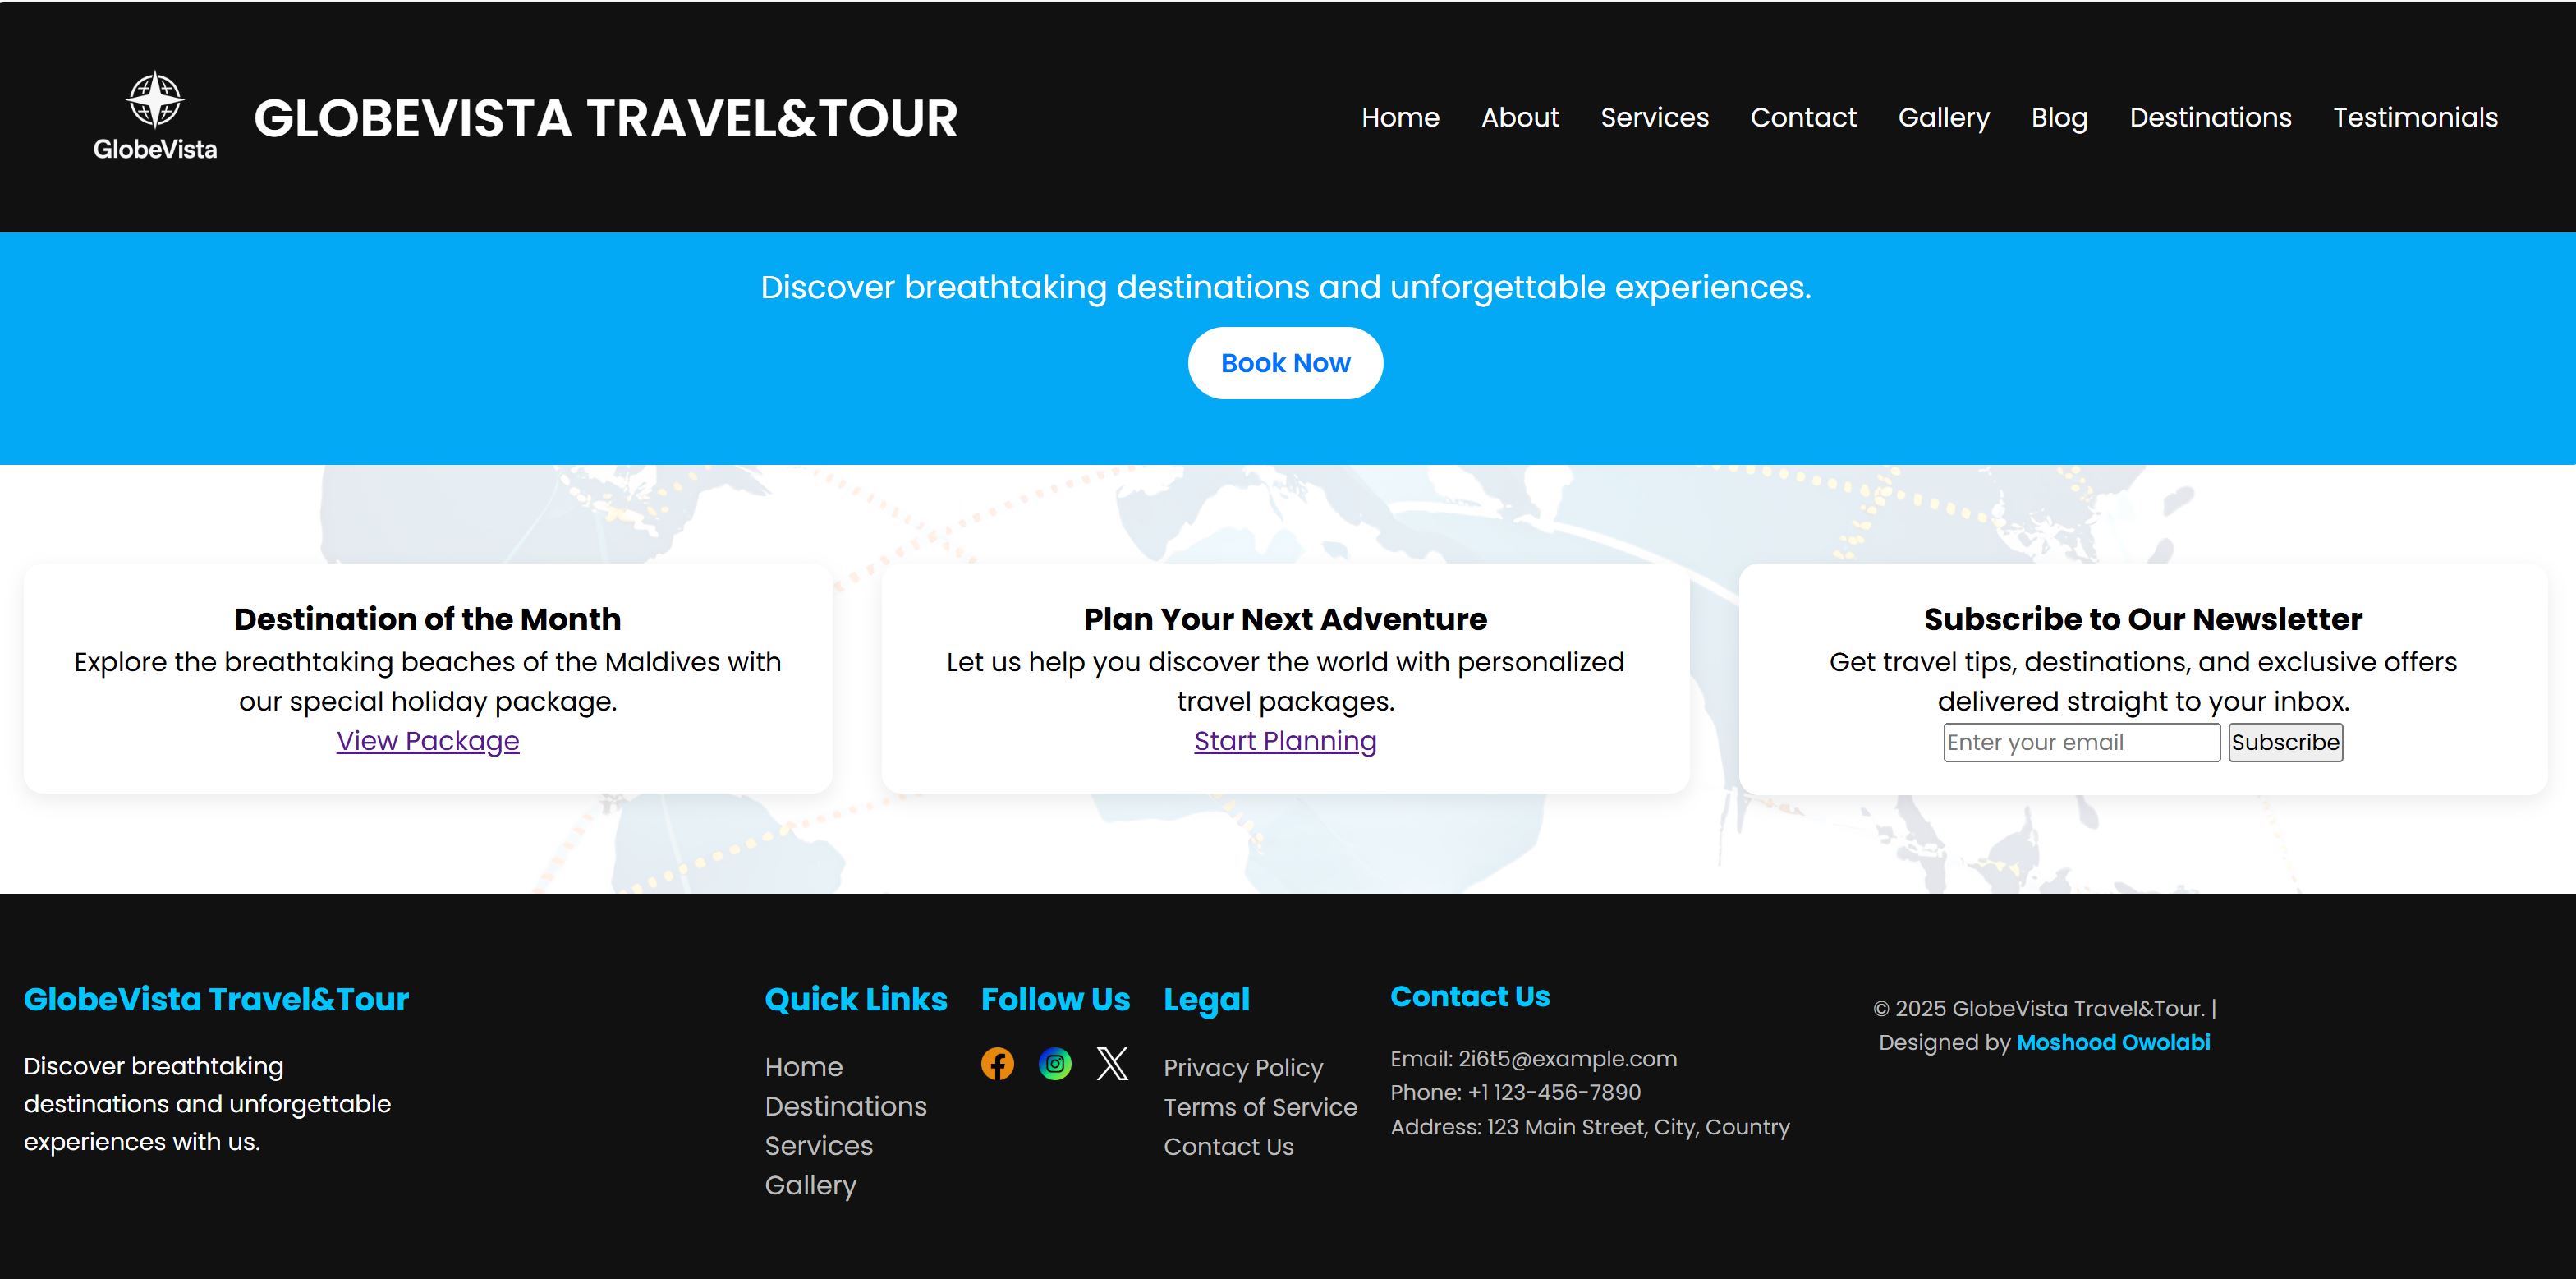 GlobeVista
GLOBEVISTA TRAVEL&TOUR
Home About Services Contact Gallery Blog Destinations Testimonials
Discover breathtaking destinations and unforgettable experiences.
Book Now
Destination of the Month
Explore the breathtaking beaches of the Maldives with
our special holiday package.
View Package
Plan Your Next Adventure
Let us help you discover the world with personalized
travel packages.
Start Planning
Subscribe to Our Newsletter
Get travel tips, destinations, and exclusive offers
delivered straight to your inbox.
Enter your email Subscribe
GlobeVista Travel&Tour
Discover breathtaking
destinations and unforgettable
experiences with us.
Quick Links
Home
Destinations
Services
Gallery
Follow Us
Legal
Privacy Policy
Terms of Service
Contact Us
Contact Us
Email: 2i6t5@example.com
Phone: +1 123-456-7890
Address: 123 Main Street, City, Country
© 2025 GlobeVista Travel&Tour. |
Designed by Moshood Owolabi